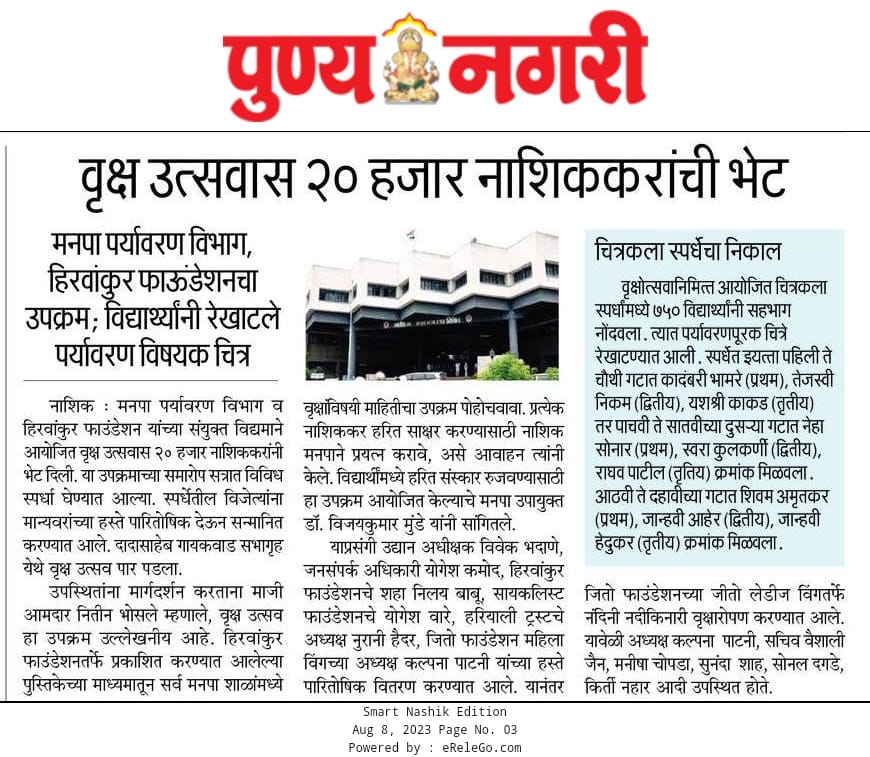 पुण्य नगरी
वृक्ष उत्सवास २० हजार नाशिककरांची भेट
मनपा पर्यावरण विभाग,
हिरवांकुर फाऊंडेशनचा
उपक्रम; विद्यार्थ्यांनी रेखाटले
पर्यावरण विषयक चित्र
नाशिक : मनपा पर्यावरण विभाग व
हिरवांकुर फाउंडेशन यांच्या संयुक्त विद्यमाने
आयोजित वृक्ष उत्सवास २० हजार नाशिककरांनी
भेट दिली. या उपक्रमाच्या समारोप सत्रात विविध
स्पर्धा घेण्यात आल्या. स्पर्धेतील विजेत्यांना
मान्यवरांच्या हस्ते पारितोषिक देऊन सन्मानित
करण्यात आले. दादासाहेब गायकवाड सभागृह
येथे वृक्ष उत्सव पार पडला.
उपस्थितांना मार्गदर्शन करताना माजी
आमदार नितीन भोसले म्हणाले, वृक्ष उत्सव
हा उपक्रम उल्लेखनीय आहे. हिरवांकुर
फाउंडेशनतर्फे प्रकाशित करण्यात आलेल्या
पुस्तिकेच्या माध्यमातून सर्व मनपा शाळांमध्ये
वृक्षांविषयी माहितीचा उपक्रम पोहोचवावा. प्रत्येक
नाशिककर हरित साक्षर करण्यासाठी नाशिक
मनपाने प्रयत्न करावे, असे आवाहन त्यांनी
केले. विद्यार्थींमध्ये हरित संस्कार रुजवण्यासाठी
हा उपक्रम आयोजित केल्याचे मनपा उपायुक्त
डॉ. विजयकुमार मुंडे यांनी सांगितले.
याप्रसंगी उद्यान अधीक्षक विवेक भदाणे,
जनसंपर्क अधिकारी योगेश कमोद, हिरवांकुर
फाउंडेशनचे शहा निलय बाबू, सायकलिस्ट
फाउंडेशनचे योगेश वारे, हरियाली ट्रस्टचे
अध्यक्ष नुरानी हैदर, जितो फाउंडेशन महिला
विंगच्या अध्यक्ष कल्पना पाटनी यांच्या हस्ते
पारितोषिक वितरण करण्यात आले. यानंतर
चित्रकला स्पर्धेचा निकाल
वृक्षोत्सवानिमित्त आयोजित चित्रकला
स्पर्धांमध्ये ७५० विद्यार्थ्यांनी सहभाग
नोंदवला. त्यात पर्यावरणपूरक चित्रे
रेखाटण्यात आली. स्पर्धेत इयत्ता पहिली ते
चौथी गटात कादंबरी भामरे (प्रथम), तेजस्वी
निकम (द्वितीय), यशश्री काकड (तृतीय)
तर पाचवी ते सातवीच्या दुसऱ्या गटात नेहा
सोनार (प्रथम), स्वरा कुलकर्णी (द्वितीय),
राघव पाटील (तृतिय) क्रमांक मिळवला.
आठवी ते दहावीच्या गटात शिवम अमृतकर
(प्रथम), जान्हवी आहेर (द्वितीय), जान्हवी
हेदुकर (तृतीय) क्रमांक मिळवला.
जितो फाउंडेशनच्या जीतो लेडीज विंगतर्फे
नंदिनी नदीकिनारी वृक्षारोपण करण्यात आले.
यावेळी अध्यक्ष कल्पना पाटनी, सचिव वैशाली
जैन, मनीषा चोपडा, सुनंदा शाह, सोनल दगडे,
किर्ती नहार आदी उपस्थित होते.
Smart Nashik Edition
Aug 8, 2023 Page No. 03
Powered by : eReleGo.com